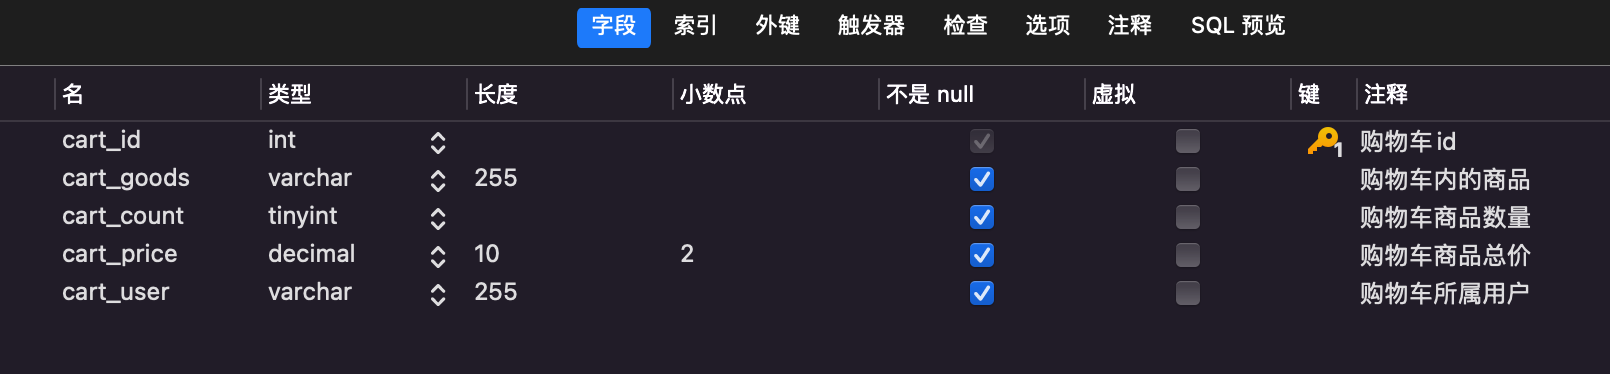 字段 索引 外键 触发器 检查 选项 注释 SQL 预览
名 类型 长度 小数点 不是 null 虚拟 键 注释
cart_id int 1 购物车id
cart_goods varchar 255 购物车内的商品
cart_count tinyint 购物车商品数量
cart_price decimal 10 2 购物车商品总价
cart_user varchar 255 购物车所属用户